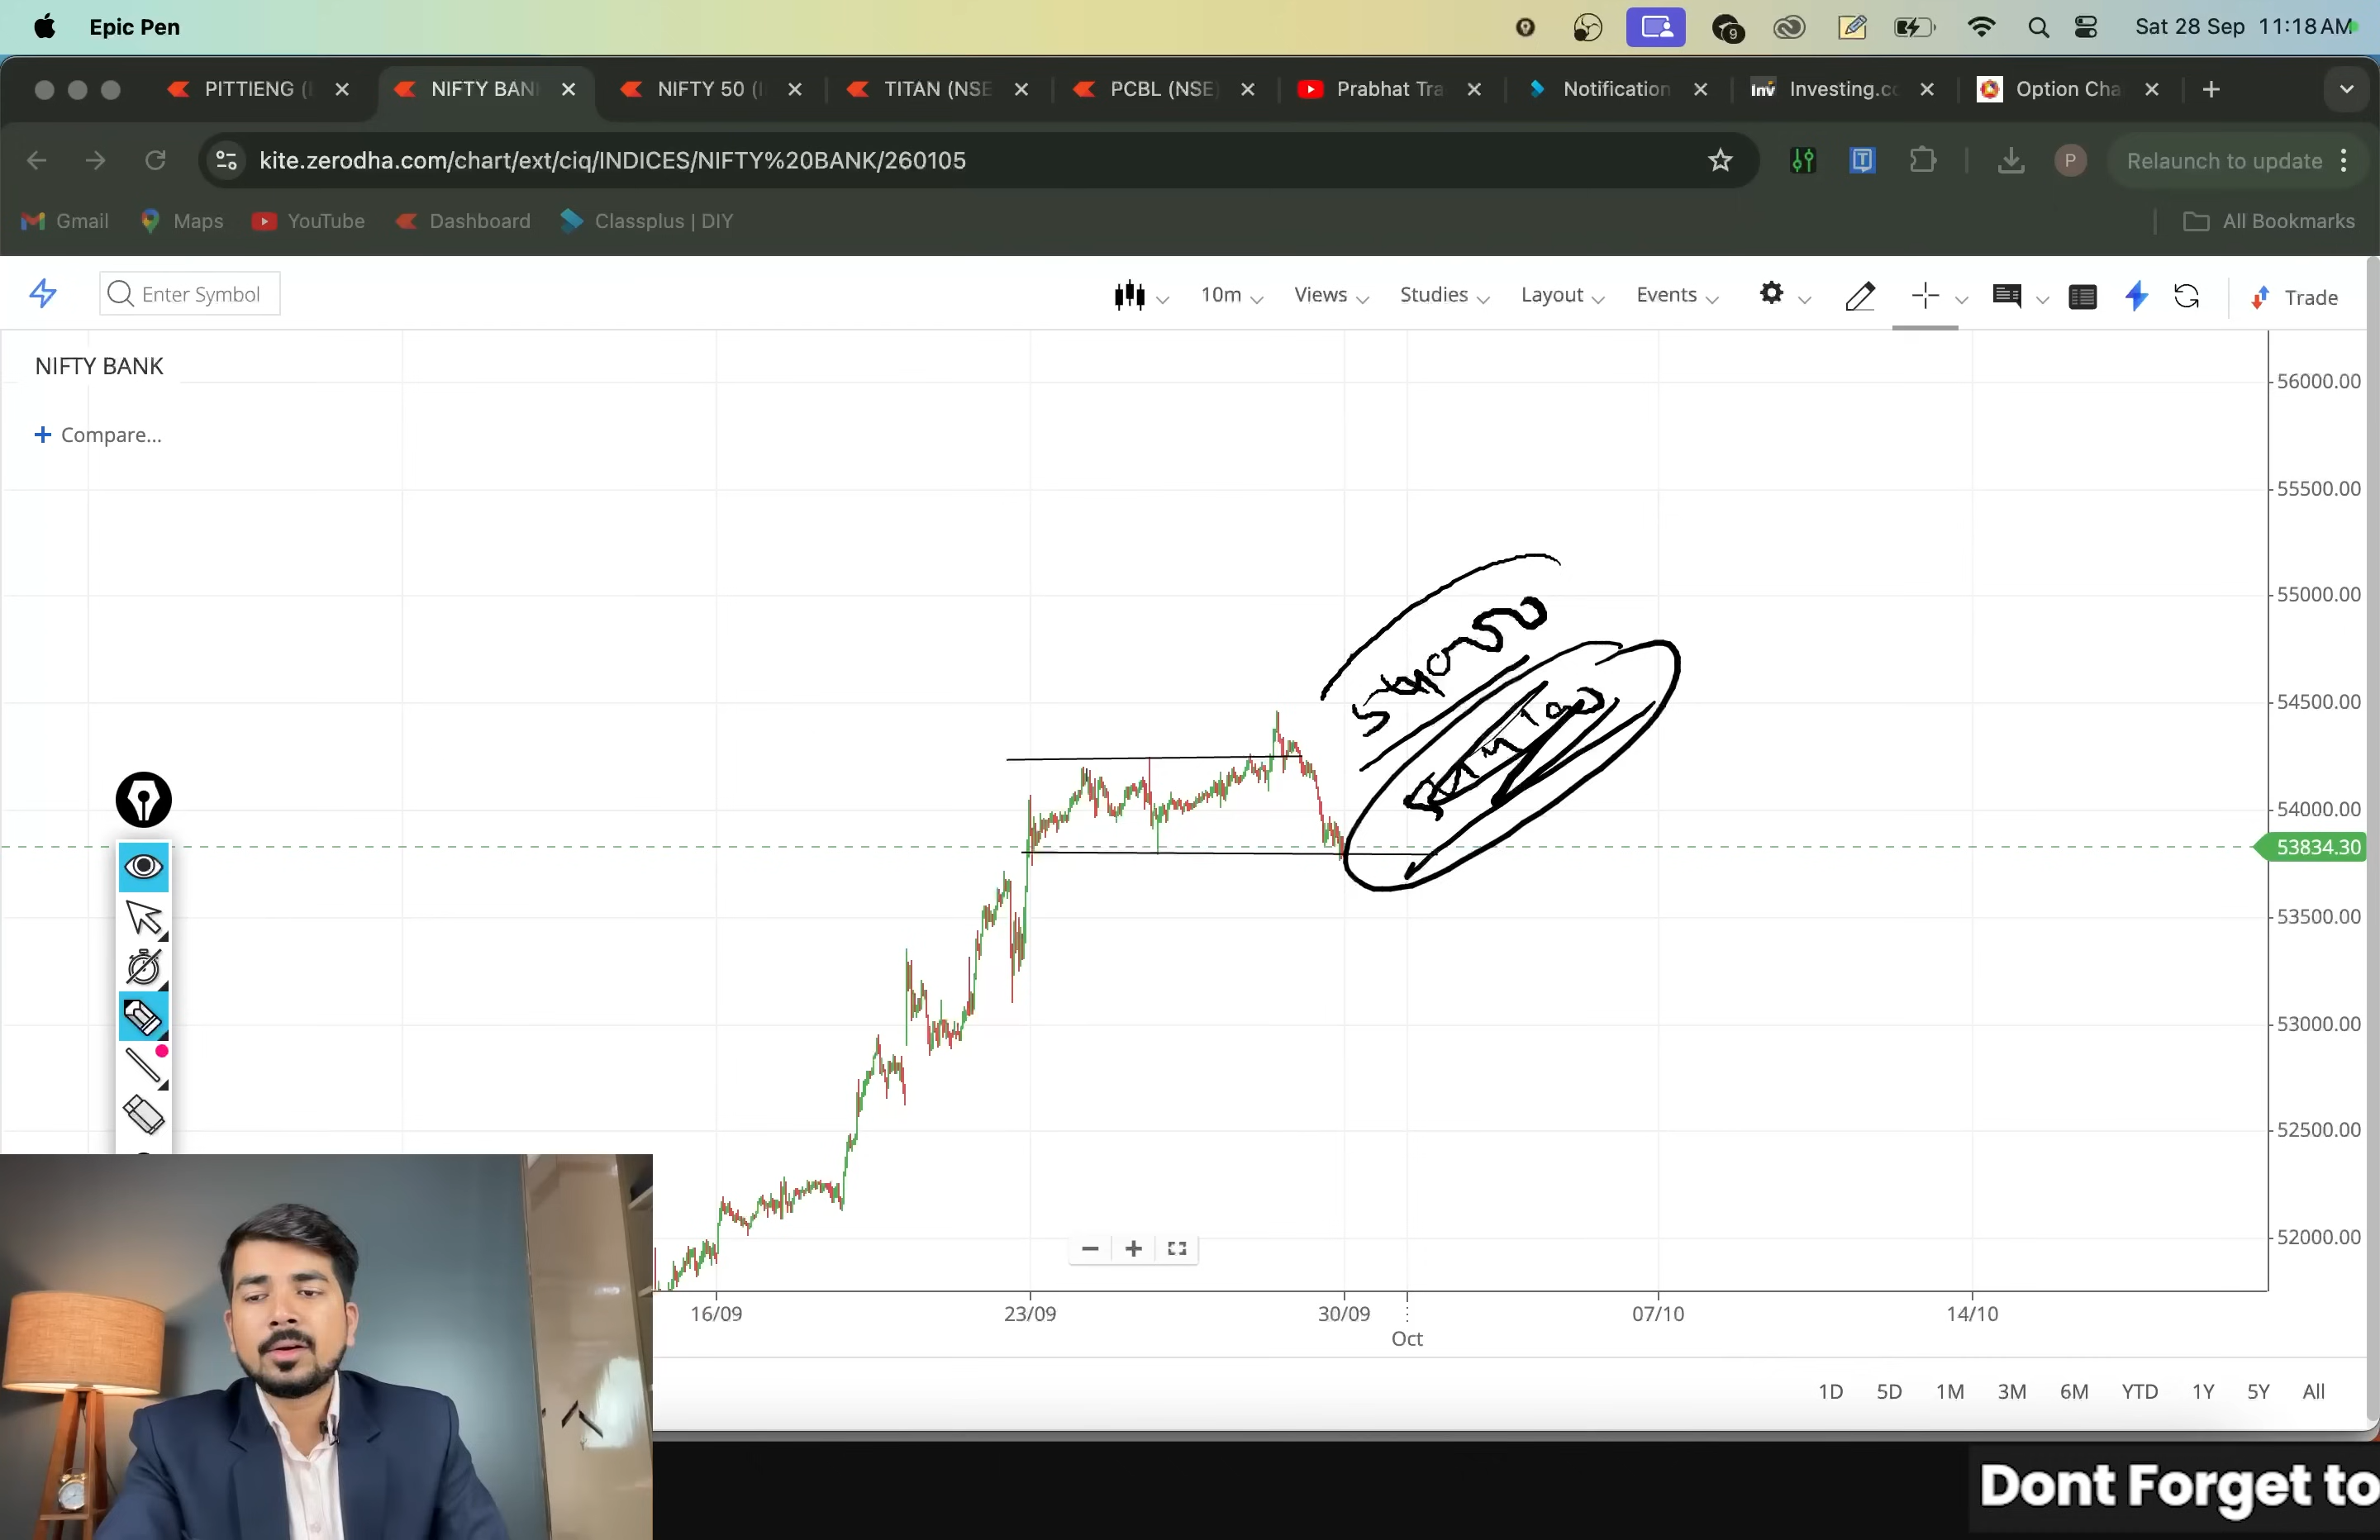 Epic Pen
9
Sat 28 Sep 11:18 AM
PITTIENG (
NIFTY BAN
NIFTY 50 (
TITAN (NSE
PCBL (NSE
Prabhat Tra
Notification
Inv Investing.c
Option Cha
kite.zerodha.com/chart/ext/ciq/INDICES/NIFTY%20BANK/260105
T
P
Relaunch to update
Gmail
Maps
YouTube
Dashboard
Classplus | DIY
All Bookmarks
Enter Symbol
10m
Views
Studies
Layout
Events
Trade
NIFTY BANK
+ Compare...
56000.00
55500.00
55000.00
54500.00
54000.00
53834.30
53500.00
53000.00
52500.00
52000.00
16/09
23/09
30/09
Oct
07/10
14/10
1D
5D
1M
3M
6M
YTD
1Y
5Y
All
Dont Forget to